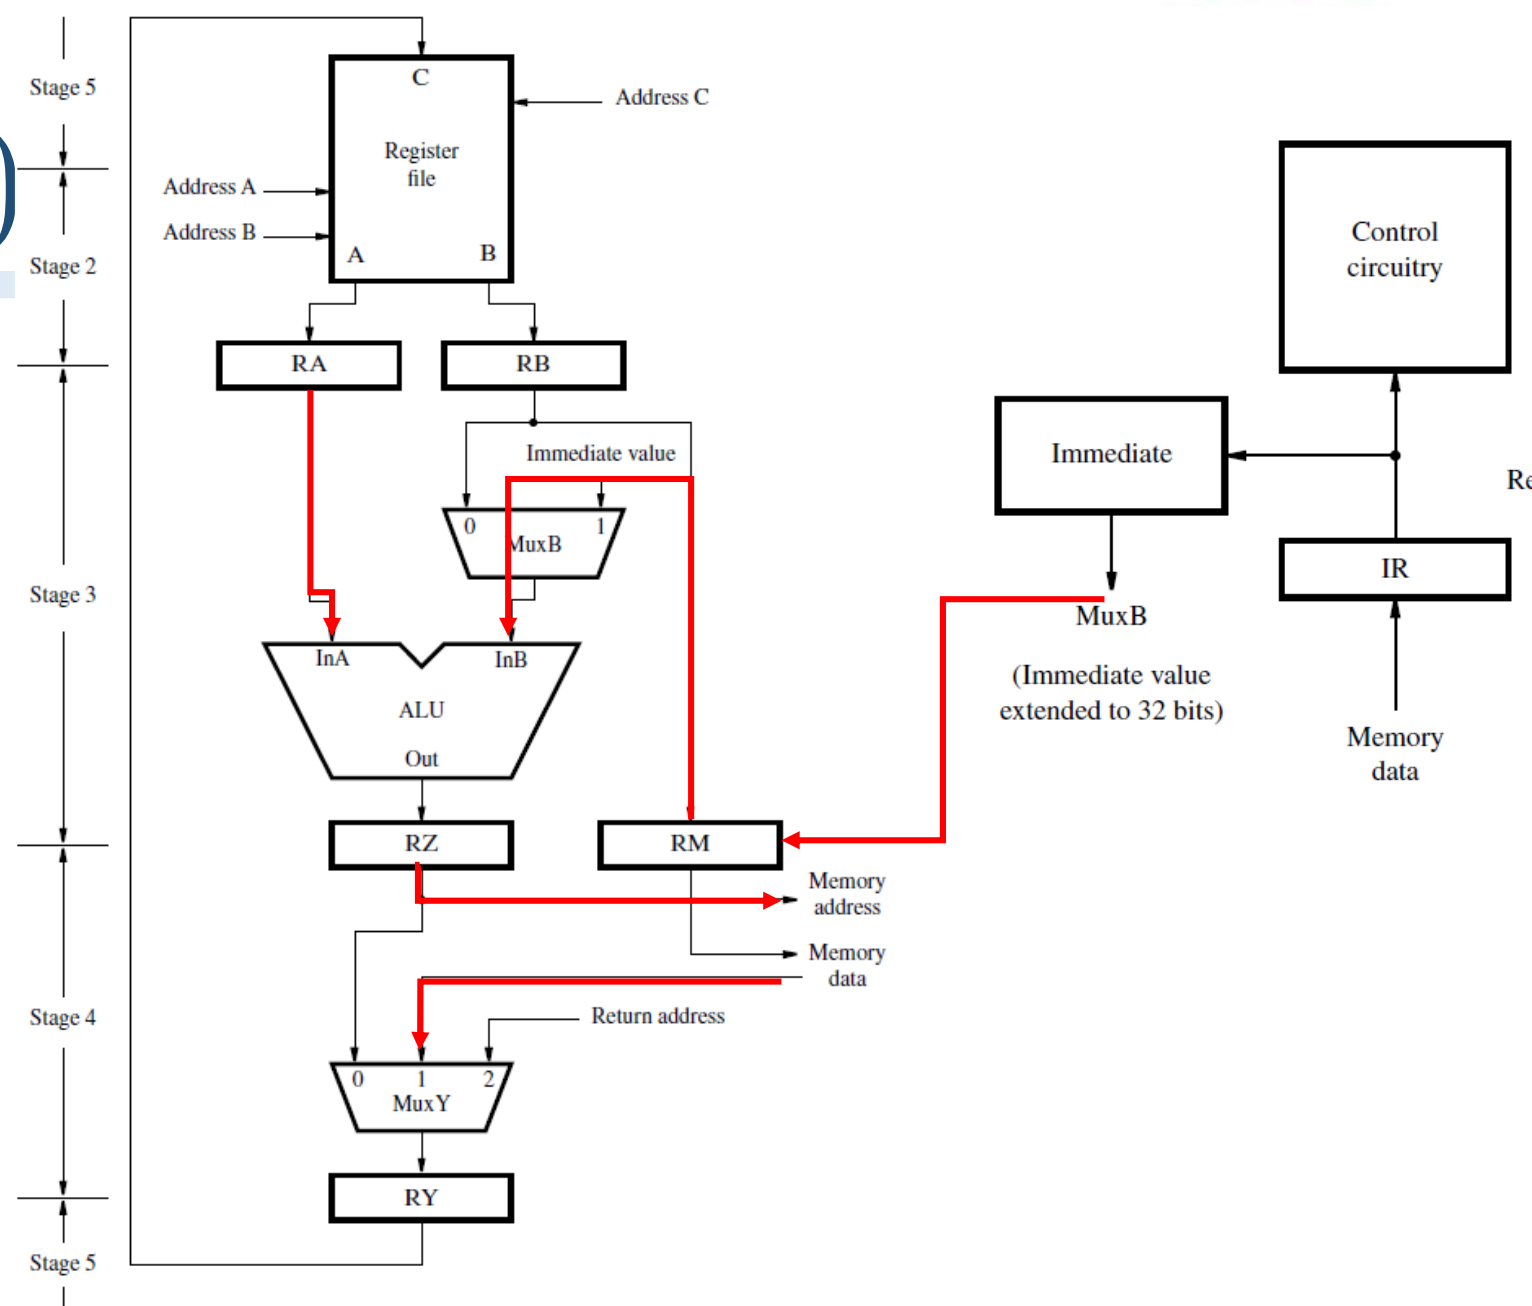 Stage 5
Stage 2
Stage 3
Stage 4
Stage 5
C
Address C
Register
file
Address A
Address B
A
B
RA
RB
Immediate value
0
1
MuxB
InA
InB
ALU
Out
RZ
RM
Memory
address
Memory
data
Return address
0
1
2
MuxY
RY
Control
circuitry
Immediate
Re
IR
MuxB
(Immediate value
extended to 32 bits)
Memory
data